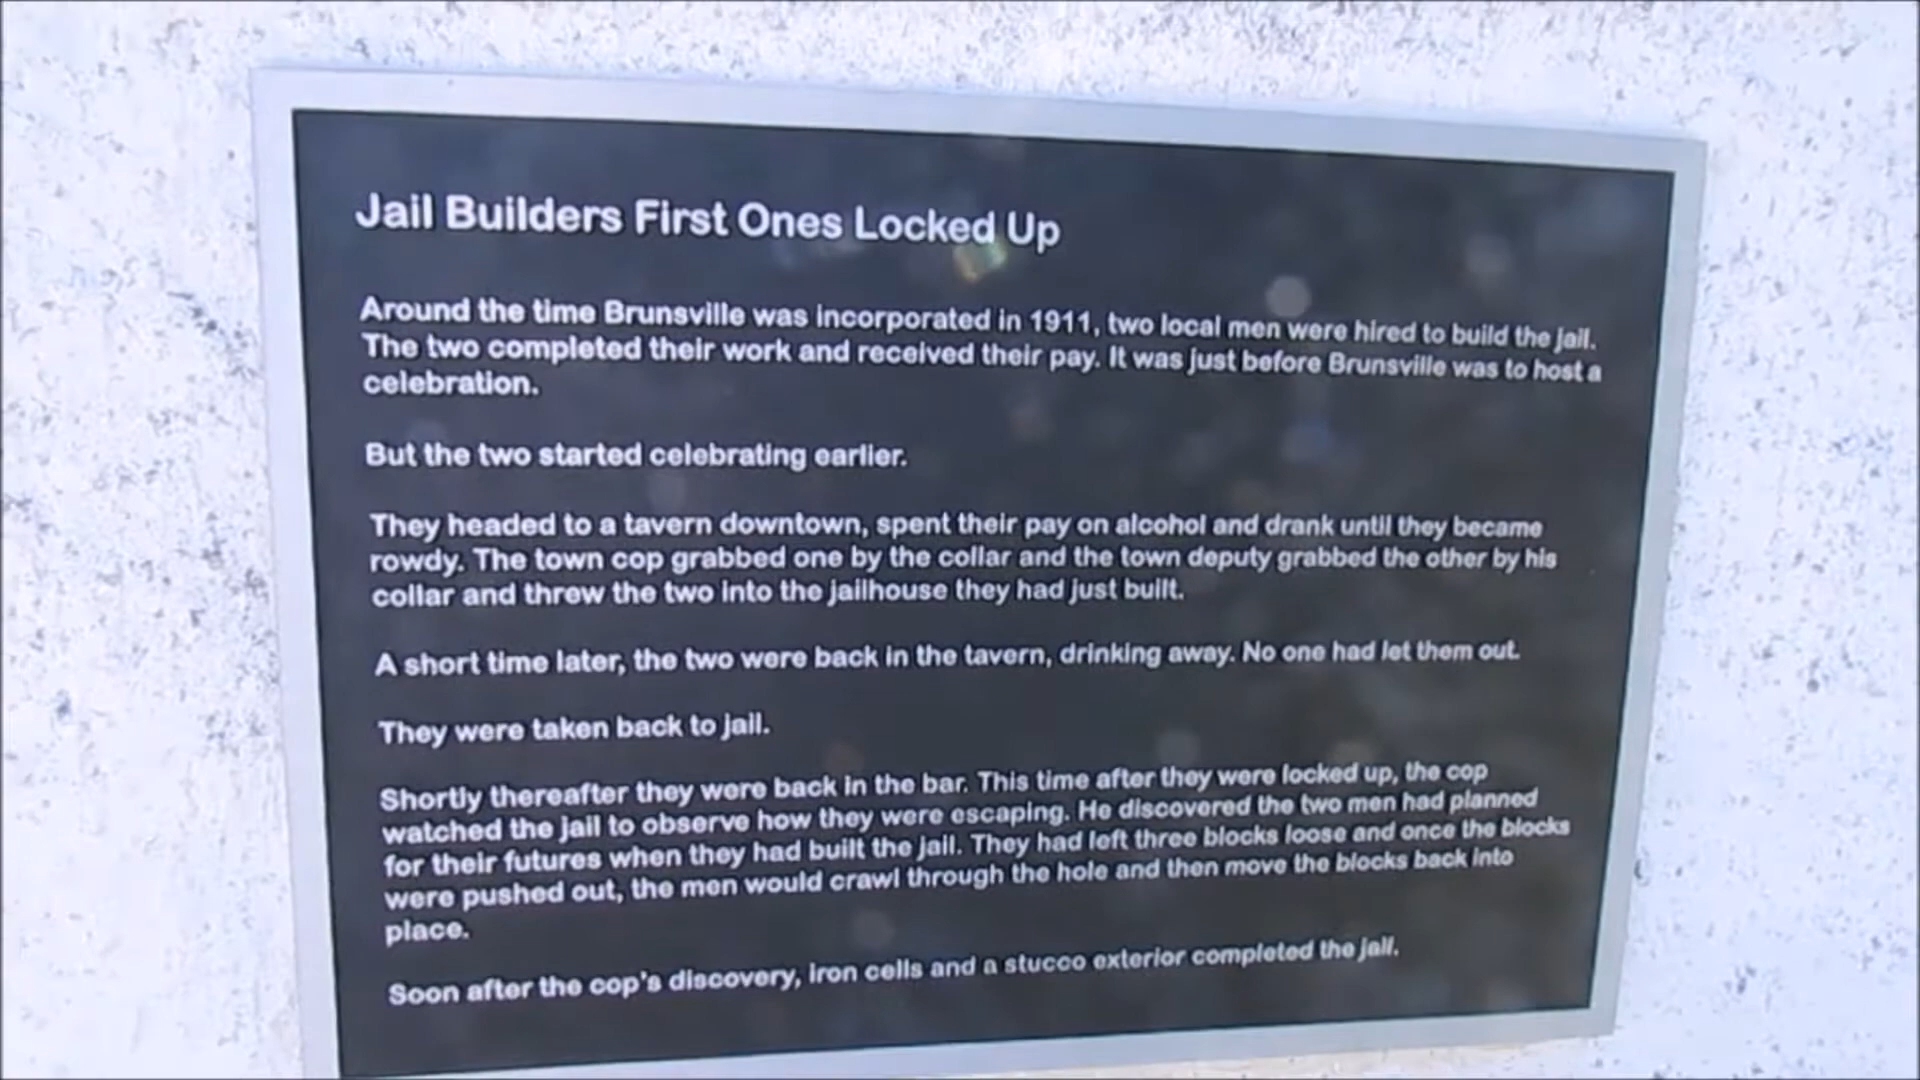 Jail Builders First Ones Locked Up
Around the time Brunsville was incorporated in 1911, two local men were hired to build the jail.
The two completed their work and received their pay. It was just before Brunsville was to host a
celebration.
But the two started celebrating earlier.
They headed to a tavern downtown, spent their pay on alcohol and drank until they became
rowdy. The town cop grabbed one by the collar and the town deputy grabbed the other by his
collar and threw the two into the jailhouse they had just built.
A short time later, the two were back in the tavern, drinking away. No one had let them out.
They were taken back to jail.
Shortly thereafter they were back in the bar. This time after they were locked up, the cop
watched the jail to observe how they were escaping. He discovered the two men had planned
for their futures when they had built the jail. They had left three blocks loose and once the blocks
were pushed out, the men would crawl through the hole and then move the blocks back into
place.
Soon after the cop's discovery, iron cells and a stucco exterior completed the jail.